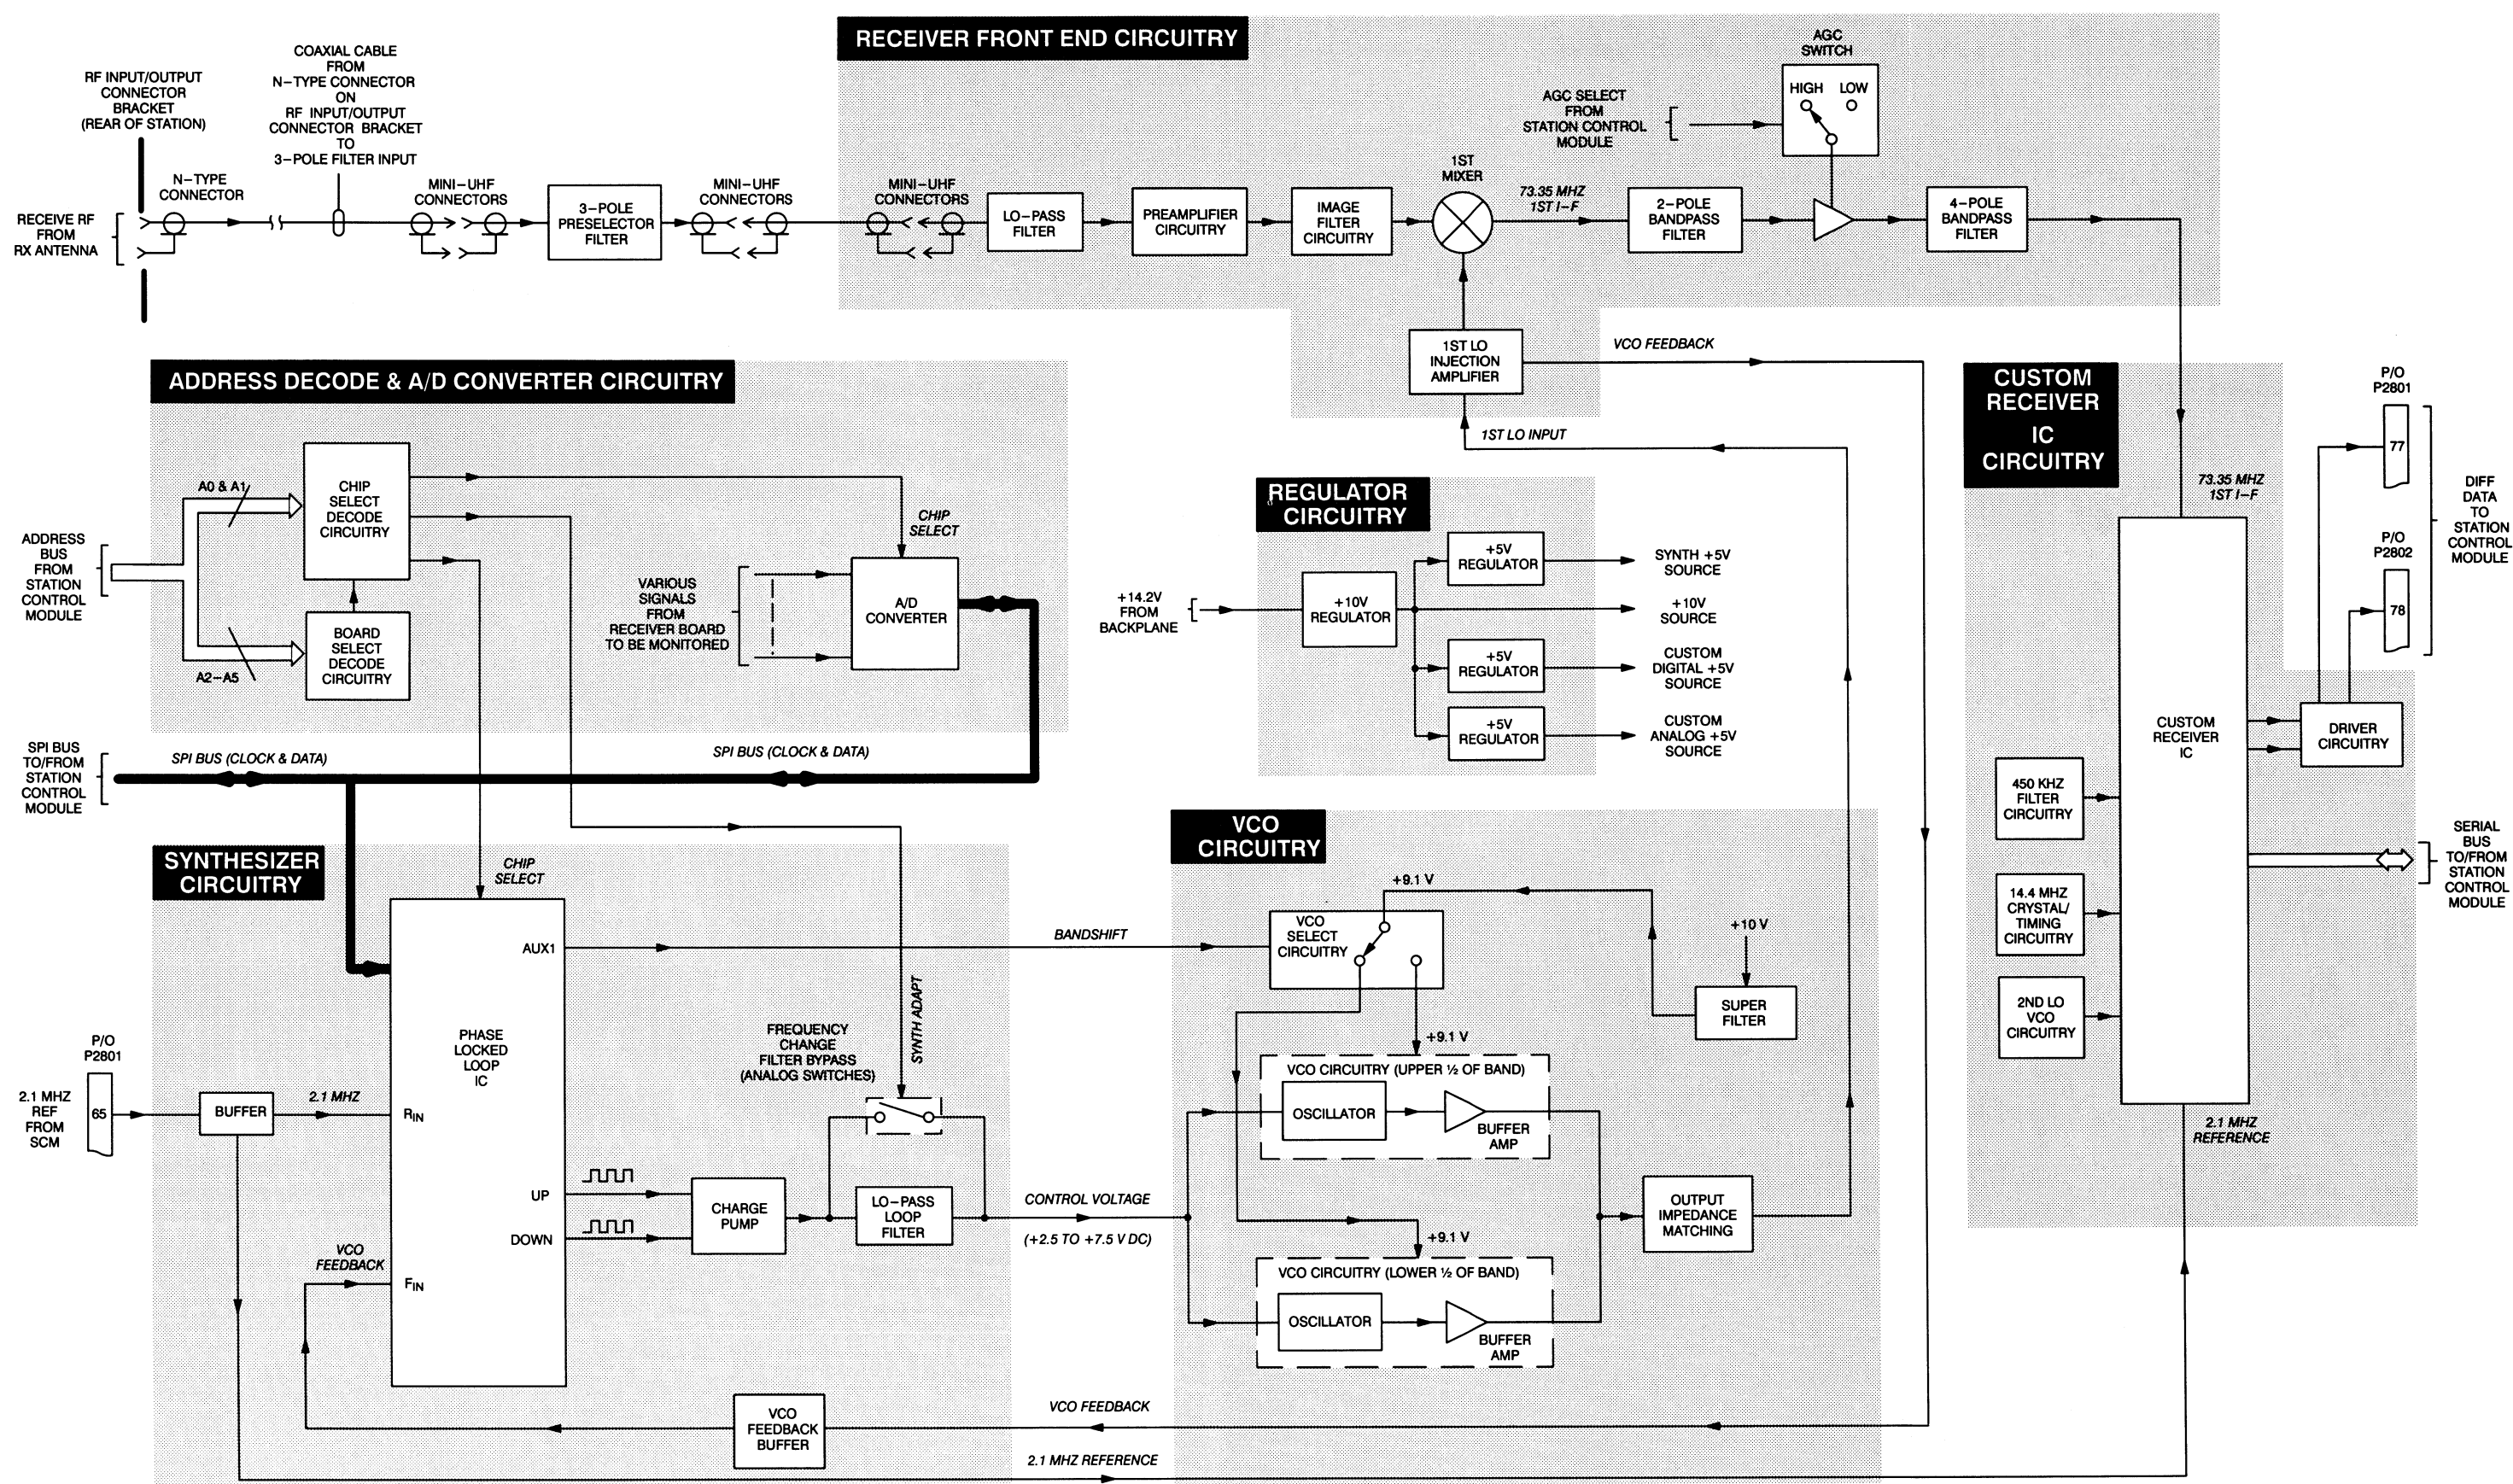 RECEIVER FRONT END CIRCUITRY
RF INPUT/OUTPUT
CONNECTOR
BRACKET
(REAR OF STATION)
COAXIAL CABLE
FROM
N-TYPE CONNECTOR
ON
RF INPUT/OUTPUT
CONNECTOR BRACKET
TO
3-POLE FILTER INPUT
N-TYPE
CONNECTOR
RECEIVE RF
FROM
RX ANTENNA
MINI-UHF
CONNECTORS
3-POLE
PRESELECTOR
FILTER
MINI-UHF
CONNECTORS
MINI-UHF
CONNECTORS
LO-PASS
FILTER
PREAMPLIFIER
CIRCUITRY
IMAGE
FILTER
CIRCUITRY
1ST
MIXER
73.35 MHZ
1ST I-F
AGC SELECT
FROM
STATION CONTROL
MODULE
AGC
SWITCH
HIGH LOW
2-POLE
BANDPASS
FILTER
4-POLE
BANDPASS
FILTER
1ST LO
INJECTION
AMPLIFIER
VCO FEEDBACK
1ST LO INPUT
ADDRESS DECODE & A/D CONVERTER CIRCUITRY
ADDRESS
BUS
FROM
STATION
CONTROL
MODULE
A0 & A1
A2-A5
CHIP
SELECT
DECODE
CIRCUITRY
BOARD
SELECT
DECODE
CIRCUITRY
CHIP
SELECT
VARIOUS
SIGNALS
FROM
RECEIVER BOARD
TO BE MONITORED
A/D
CONVERTER
SPI BUS
TO/FROM
STATION
CONTROL
MODULE
SPI BUS (CLOCK & DATA)
SPI BUS (CLOCK & DATA)
REGULATOR
CIRCUITRY
+14.2V
FROM
BACKPLANE
+10V
REGULATOR
+5V
REGULATOR
SYNTH +5V
SOURCE
+10V
SOURCE
+5V
REGULATOR
CUSTOM
DIGITAL +5V
SOURCE
+5V
REGULATOR
CUSTOM
ANALOG +5V
SOURCE
CUSTOM
RECEIVER
IC
CIRCUITRY
73.35 MHZ
1ST I-F
P/O
P2801
77
P/O
P2802
78
DIFF
DATA
TO
STATION
CONTROL
MODULE
CUSTOM
RECEIVER
IC
DRIVER
CIRCUITRY
450 KHZ
FILTER
CIRCUITRY
14.4 MHZ
CRYSTAL/
TIMING
CIRCUITRY
2ND LO
VCO
CIRCUITRY
SERIAL
BUS
TO/FROM
STATION
CONTROL
MODULE
2.1 MHZ
REFERENCE
SYNTHESIZER
CIRCUITRY
CHIP
SELECT
AUX1
PHASE
LOCKED
LOOP
IC
P/O
P2801
2.1 MHZ
REF
FROM
SCM
65
BUFFER
2.1 MHZ
RIN
UP
DOWN
VCO
FEEDBACK
FIN
FREQUENCY
CHANGE
FILTER BYPASS
(ANALOG SWITCHES)
SYNTH ADAPT
CHARGE
PUMP
LO-PASS
LOOP
FILTER
CONTROL VOLTAGE
(+2.5 TO +7.5 V DC)
BANDSHIFT
VCO
FEEDBACK
BUFFER
VCO FEEDBACK
2.1 MHZ REFERENCE
VCO
CIRCUITRY
+9.1 V
VCO
SELECT
CIRCUITRY
+10 V
SUPER
FILTER
+9.1 V
VCO CIRCUITRY (UPPER ½ OF BAND)
OSCILLATOR
BUFFER
AMP
+9.1 V
VCO CIRCUITRY (LOWER ½ OF BAND)
OSCILLATOR
BUFFER
AMP
OUTPUT
IMPEDANCE
MATCHING